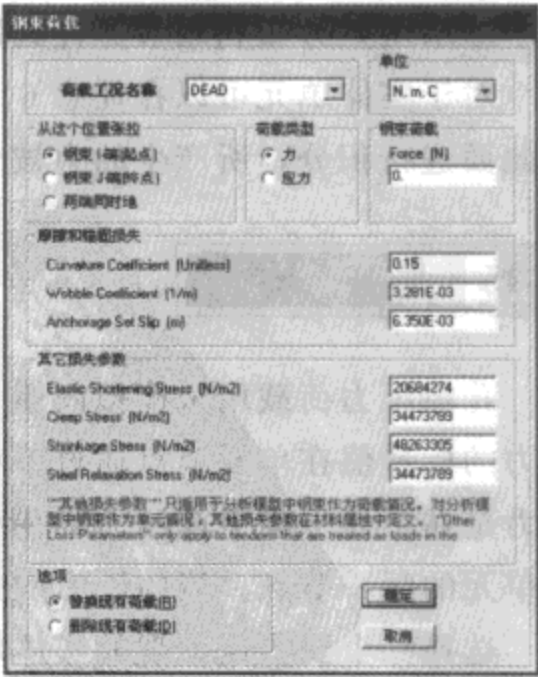 钢束荷载
荷载工况名称 DEAD
单位
N, m, C
从这个位置张拉
钢束 I-端(起点)
钢束 J-端(终点)
两端同时地
荷载类型
力
应力
钢束荷载
Force (N)
0.
摩擦和锚固损失
Curvature Coefficient (Unitless) 0.15
Wobble Coefficient (1/m) 3.281E-03
Anchorage Set Slip (m) 6.350E-03
其它损失参数
Elastic Shortening Stress (N/m2) 20684274
Creep Stress (N/m2) 34473789
Shrinkage Stress (N/m2) 48263305
Steel Relaxation Stress (N/m2) 34473789
"其他损失参数"只适用于分析模型中钢束作为荷载情况。对分析模
型中钢束作为单元情况，其他损失参数在材料属性中定义。 "Other
Loss Parameters" only apply to tendons that are treated as loads in the
选项
替换现有荷载(R)
删除现有荷载(D)
确定
取消